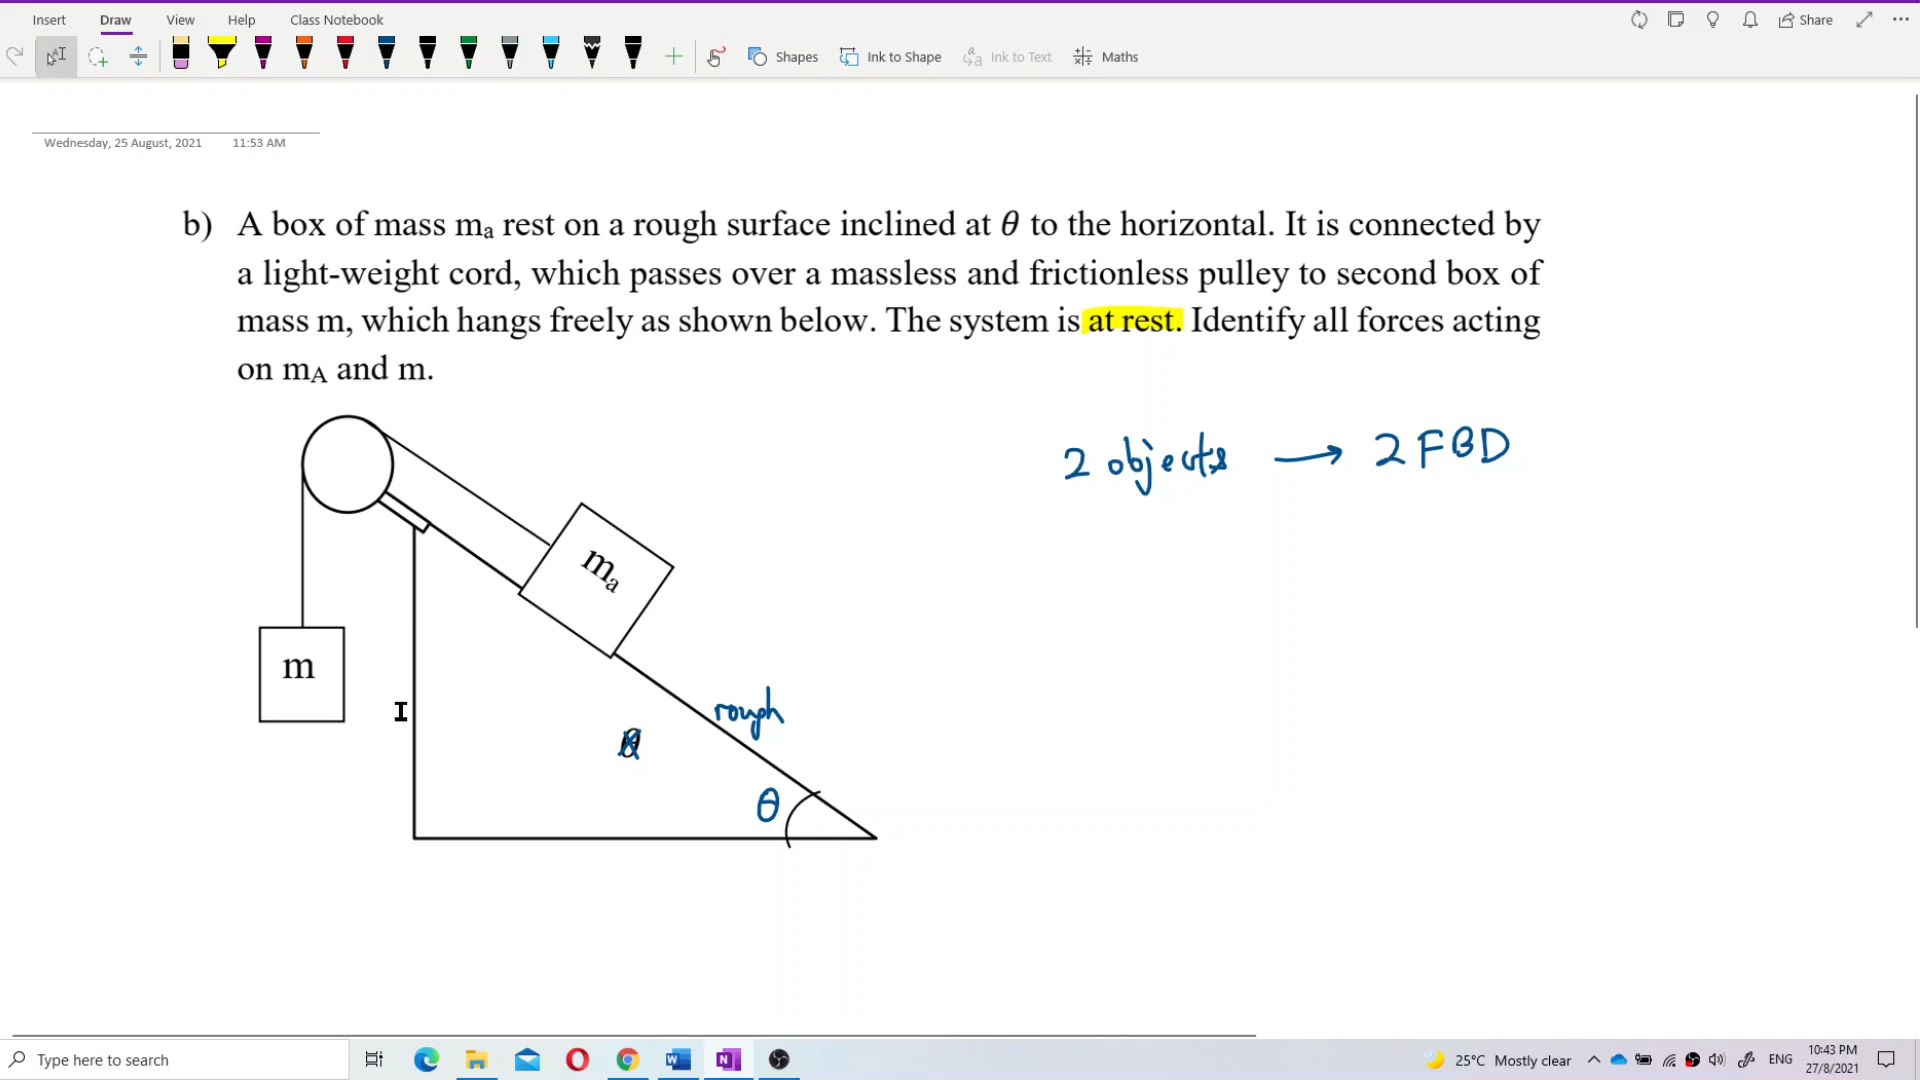 Insert Draw View Help Class Notebook Share
Shapes Ink to Shape Ink to Text Maths
Wednesday, 25 August, 2021 11:53 AM
b) A box of mass ma rest on a rough surface inclined at θ to the horizontal. It is connected by
a light-weight cord, which passes over a massless and frictionless pulley to second box of
mass m, which hangs freely as shown below. The system is at rest. Identify all forces acting
on mA and m.
2 objects → 2 FBD
ma
m
rough
θ
θ
Type here to search
25°C Mostly clear ENG 10:43 PM
27/8/2021